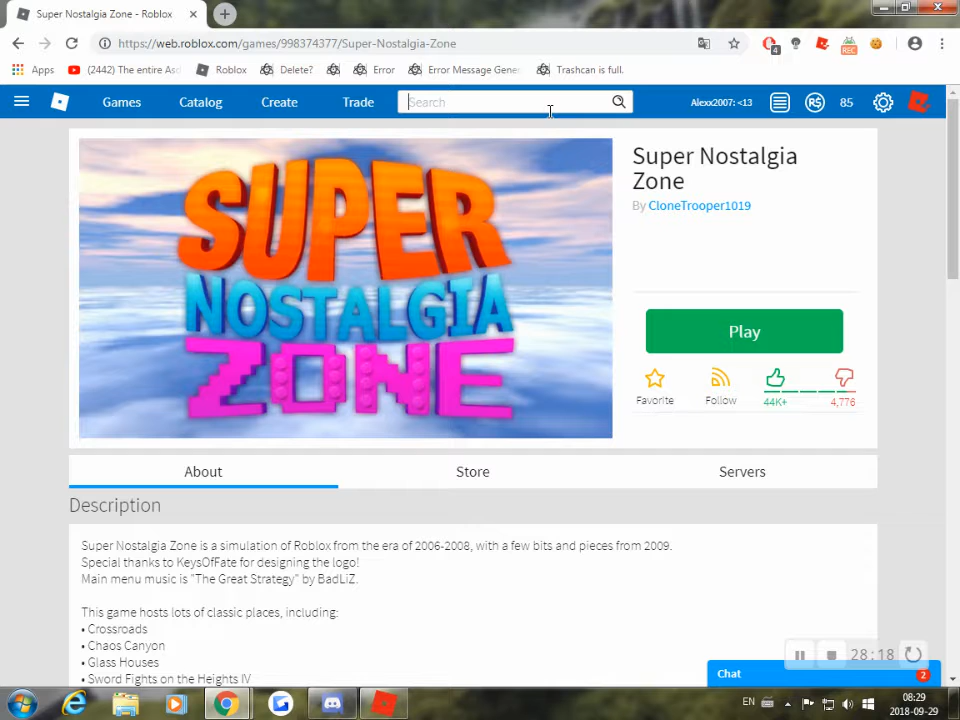 Super Nostalgia Zone - Roblox
https://web.roblox.com/games/998374377/Super-Nostalgia-Zone
4
REC
Apps
(2442) The entire Asd
Roblox
Delete?
Error
Error Message Gene
Trashcan is full.
Games
Catalog
Create
Trade
Search
Alexx2007: <13
R$
85
SUPER
NOSTALGIA
ZONE
Super Nostalgia
Zone
By CloneTrooper1019
Play
Favorite
Follow
44K+
4,776
About
Store
Servers
Description
Super Nostalgia Zone is a simulation of Roblox from the era of 2006-2008, with a few bits and pieces from 2009.
Special thanks to KeysOfFate for designing the logo!
Main menu music is "The Great Strategy" by BadLiZ.
This game hosts lots of classic places, including:
• Crossroads
• Chaos Canyon
• Glass Houses
• Sword Fights on the Heights IV
28:18
Chat
2
EN
08:29
2018-09-29